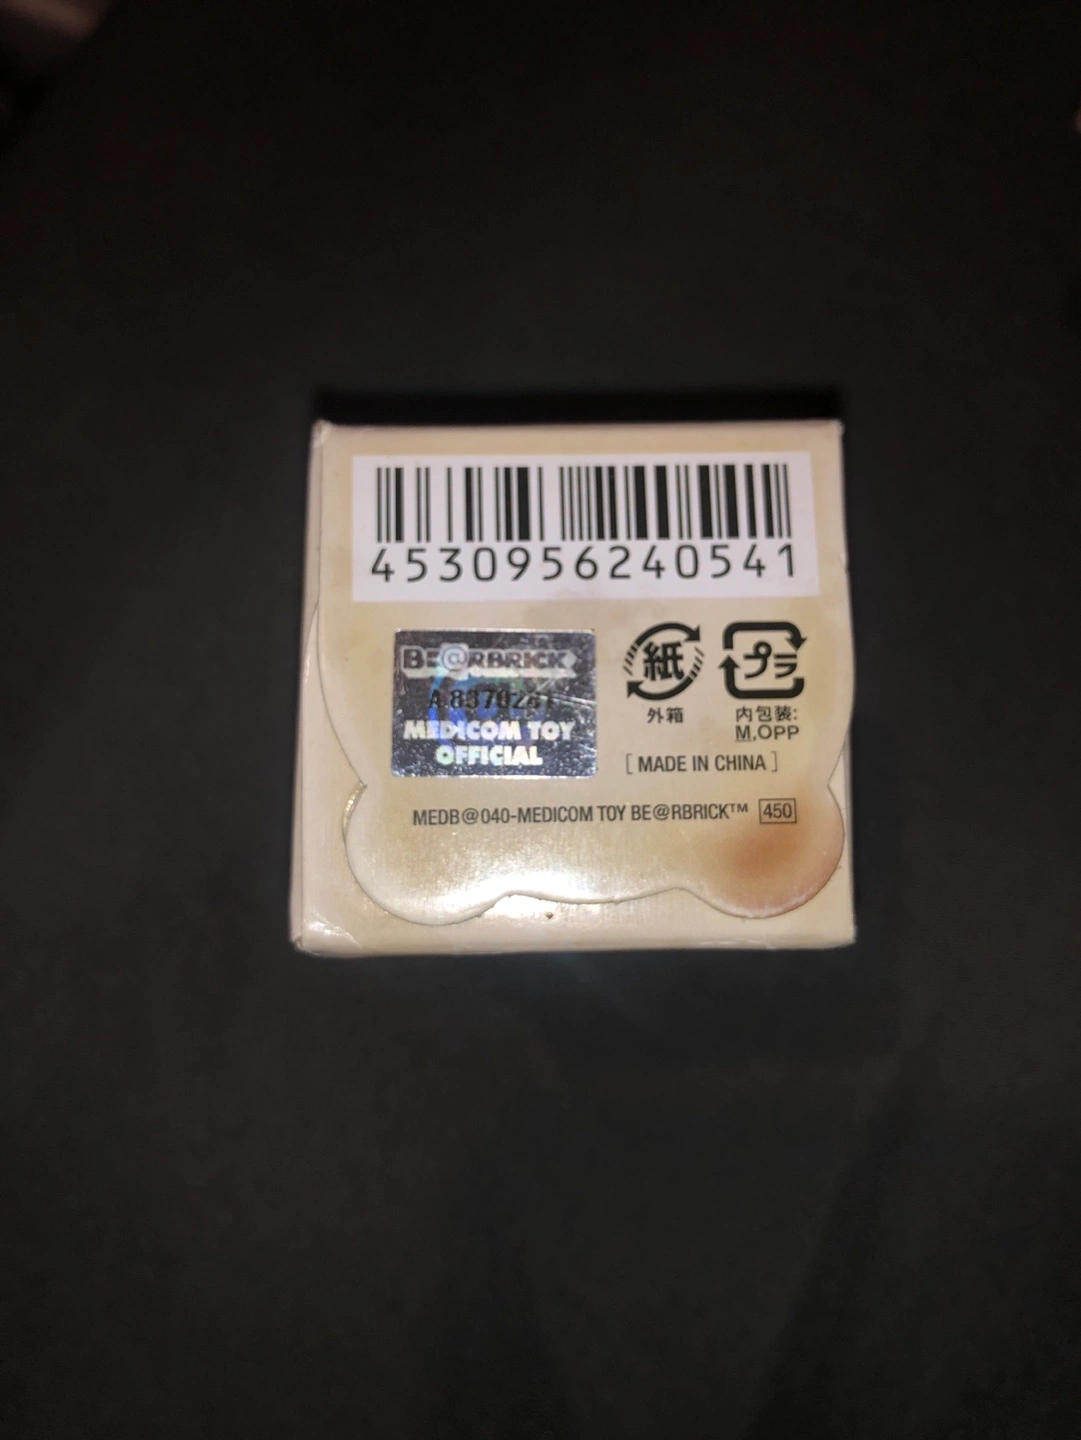 4530956240541
BE@RBRICK
MEDICOM TOY
OFFICIAL
紙
外箱
プラ
内包装:
M.OPP
[ MADE IN CHINA ]
MEDB@040-MEDICOM TOY BE@RBRICK™ 450